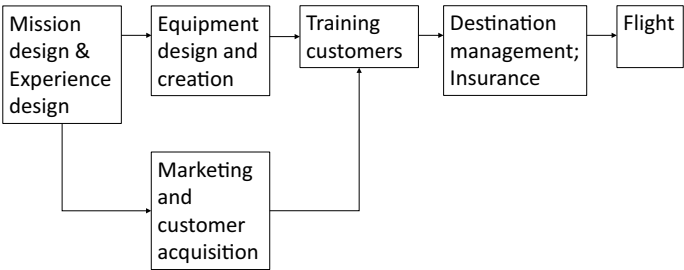 Mission
design &
Experience
design
Equipment
design and
creation
Training
customers
Destination
management;
Insurance
Flight
Marketing
and
customer
acquisition